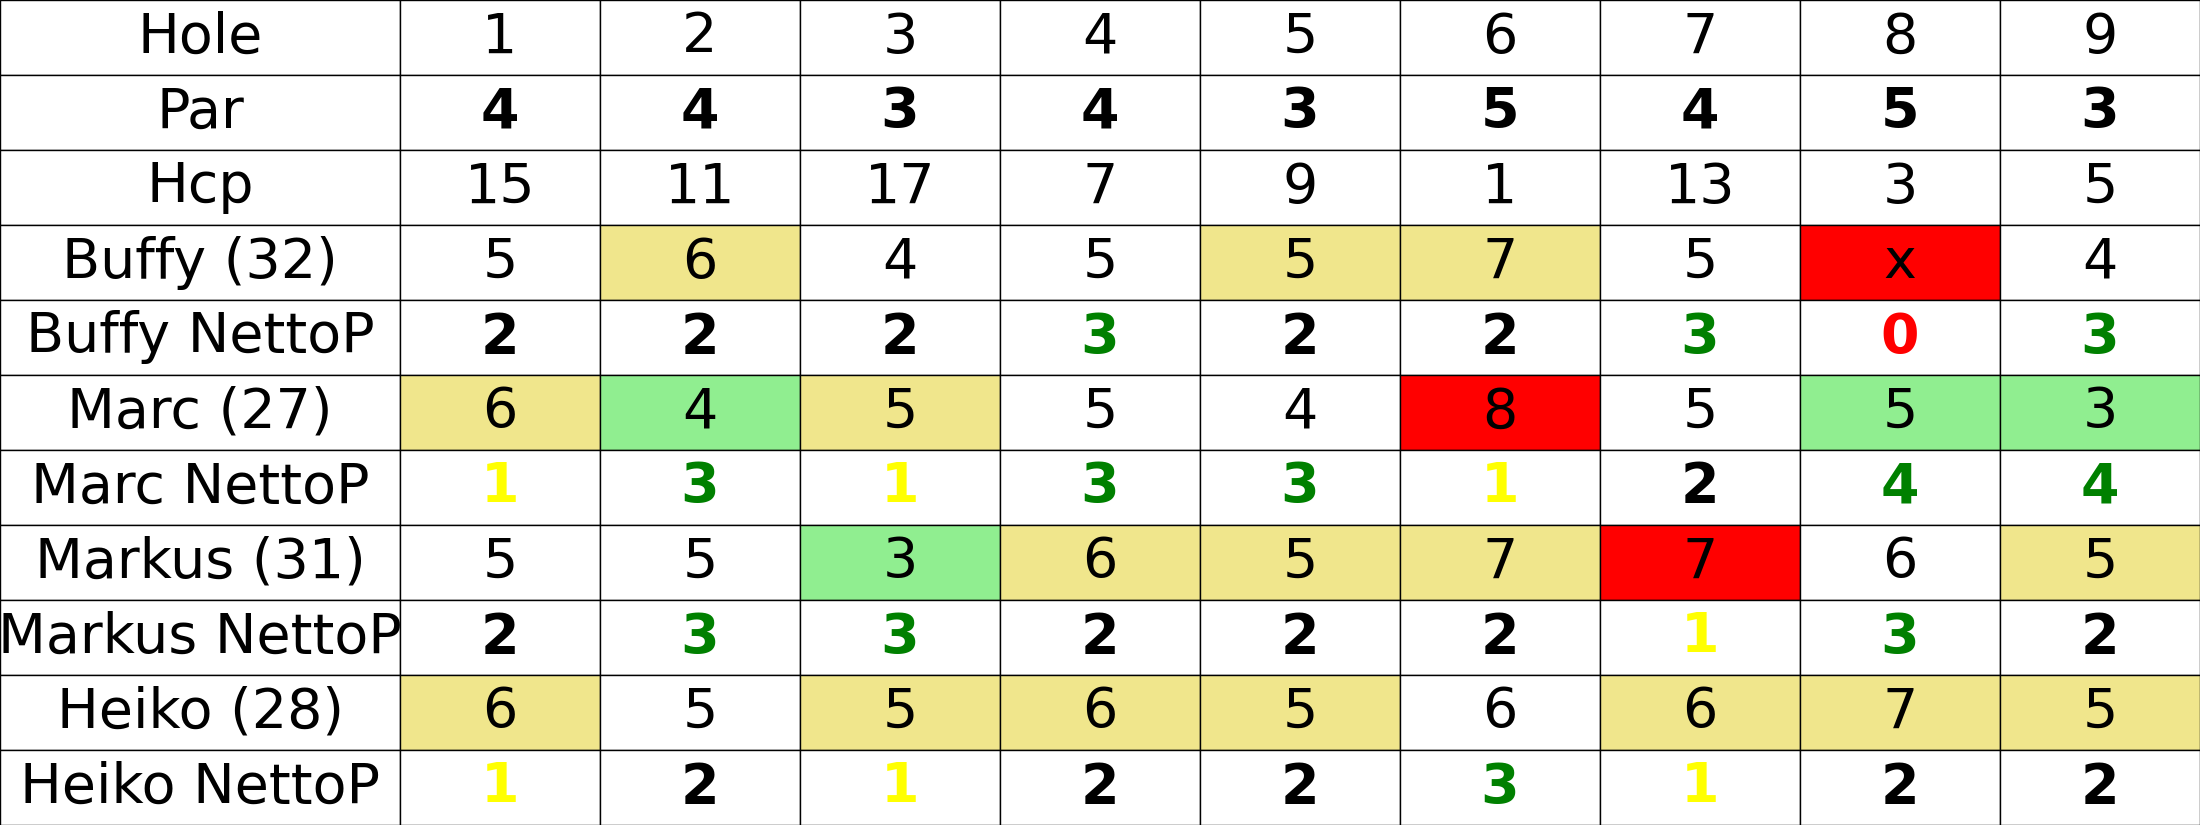 Hole 1 2 3 4 5 6 7 8 9
Par 4 4 3 4 3 5 4 5 3
Hcp 15 11 17 7 9 1 13 3 5
Buffy (32) 5 6 4 5 5 7 5 x 4
Buffy NettoP 2 2 2 3 2 2 3 0 3
Marc (27) 6 4 5 5 4 8 5 5 3
Marc NettoP 1 3 1 3 3 1 2 4 4
Markus (31) 5 5 3 6 5 7 7 6 5
Markus NettoP 2 3 3 2 2 2 1 3 2
Heiko (28) 6 5 5 6 5 6 6 7 5
Heiko NettoP 1 2 1 2 2 3 1 2 2